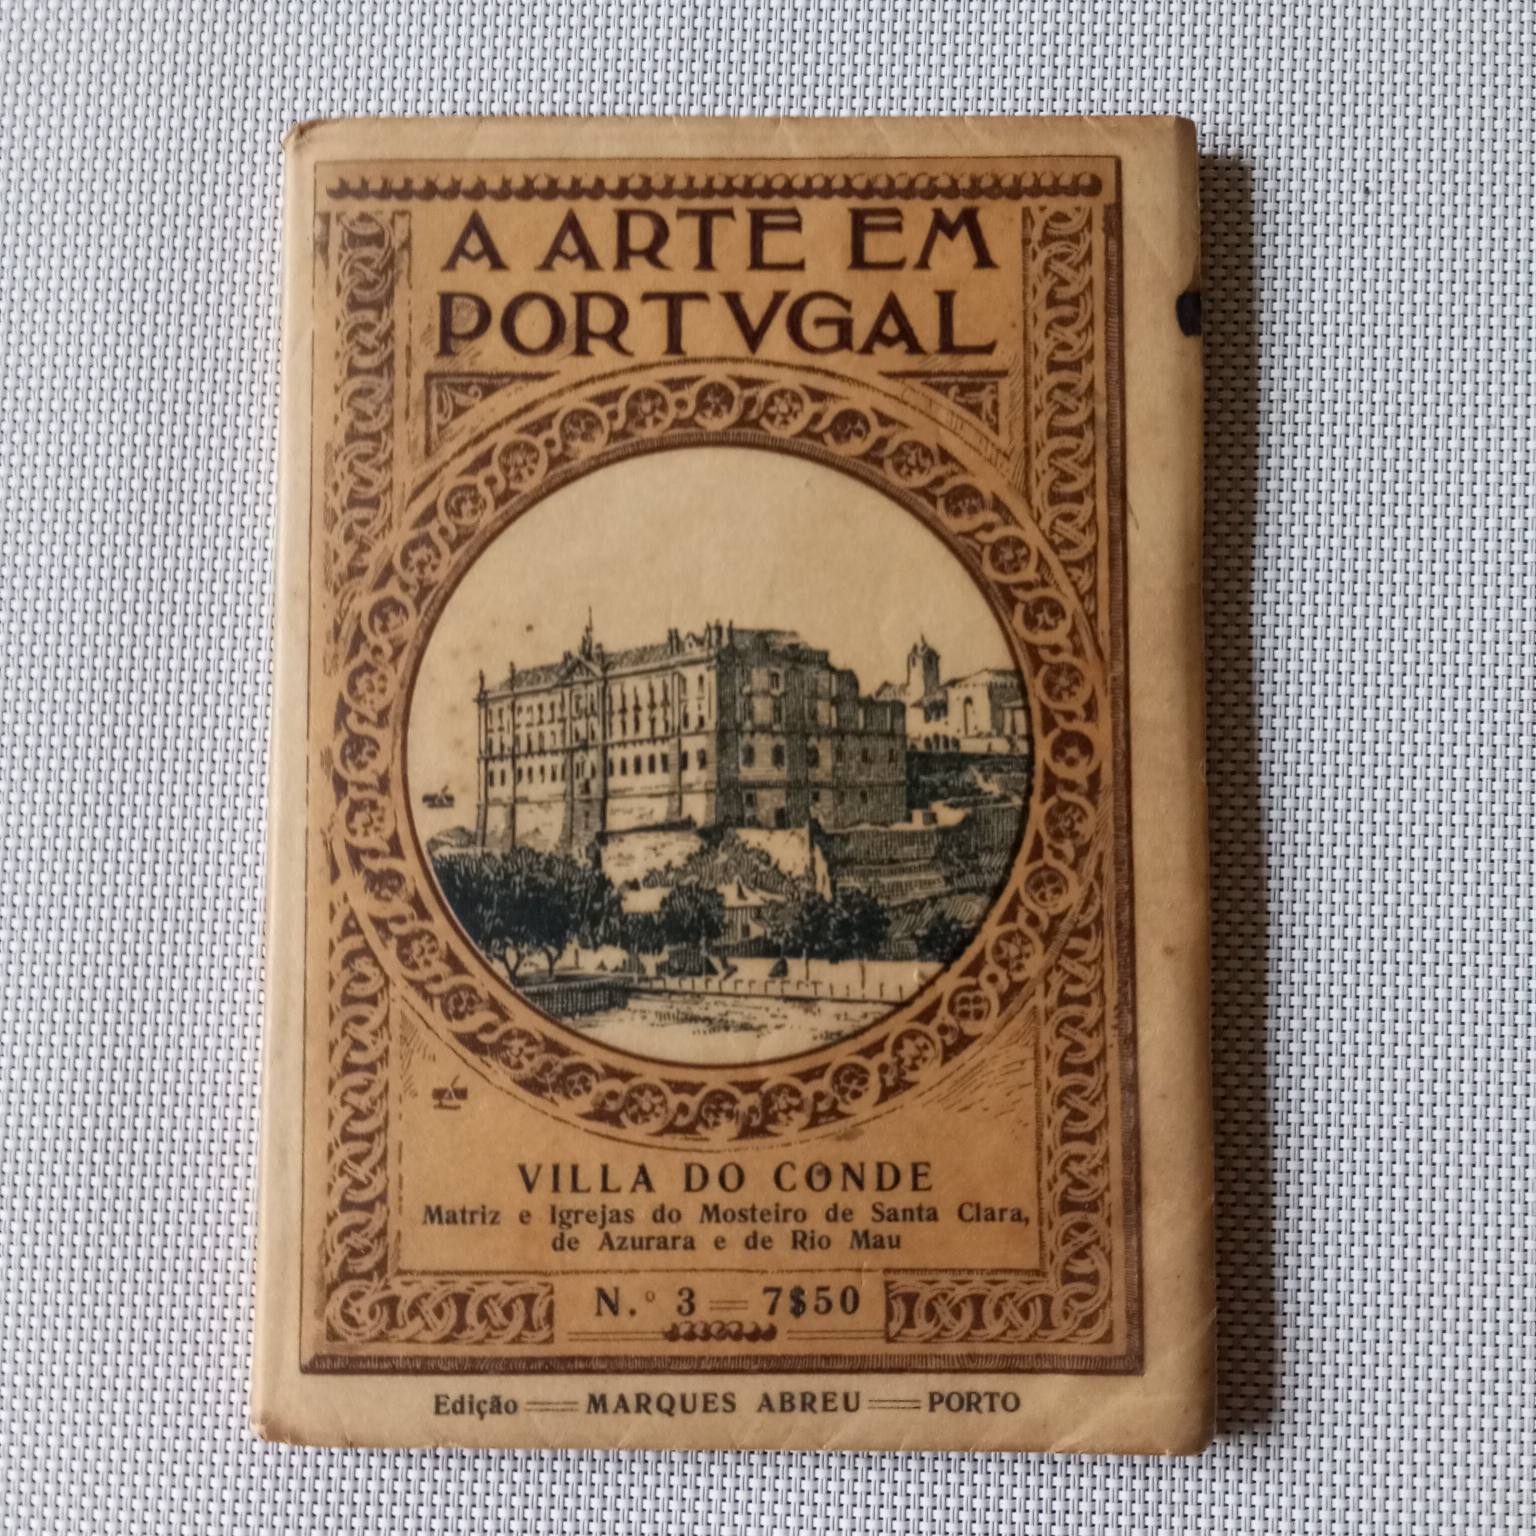 A ARTE EM
PORTVGAL
VILLA DO CONDE
Matriz e Igrejas do Mosteiro de Santa Clara,
de Azurara e de Rio Mau
N.º 3 = 7$50
Edição = MARQUES ABREU = PORTO